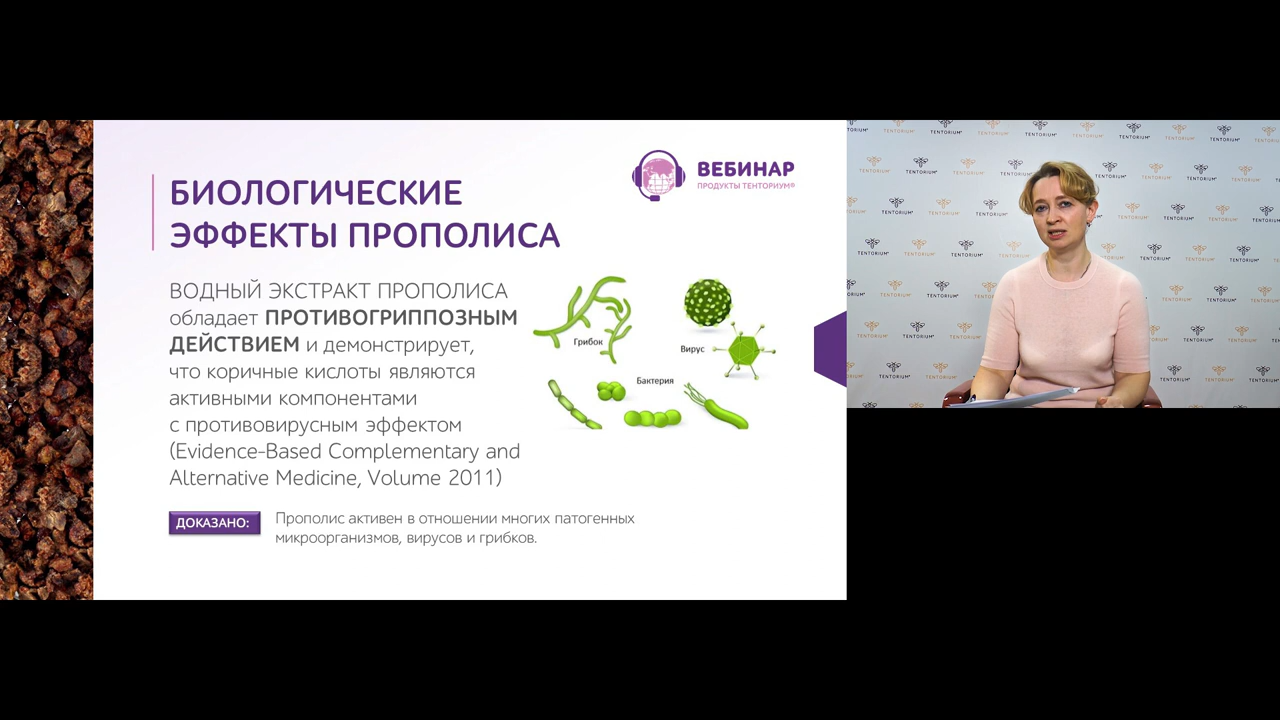 ВЕБИНАР
ПРОДУКТЫ ТЕНТОРИУМ®
БИОЛОГИЧЕСКИЕ
ЭФФЕКТЫ ПРОПОЛИСА
ВОДНЫЙ ЭКСТРАКТ ПРОПОЛИСА
обладает ПРОТИВОГРИППОЗНЫМ
ДЕЙСТВИЕМ и демонстрирует,
что коричные кислоты являются
активными компонентами
с противовирусным эффектом
(Evidence-Based Complementary and
Alternative Medicine, Volume 2011)
Грибок
Вирус
Бактерия
ДОКАЗАНО:
Прополис активен в отношении многих патогенных
микроорганизмов, вирусов и грибков.
TENTORIUM®